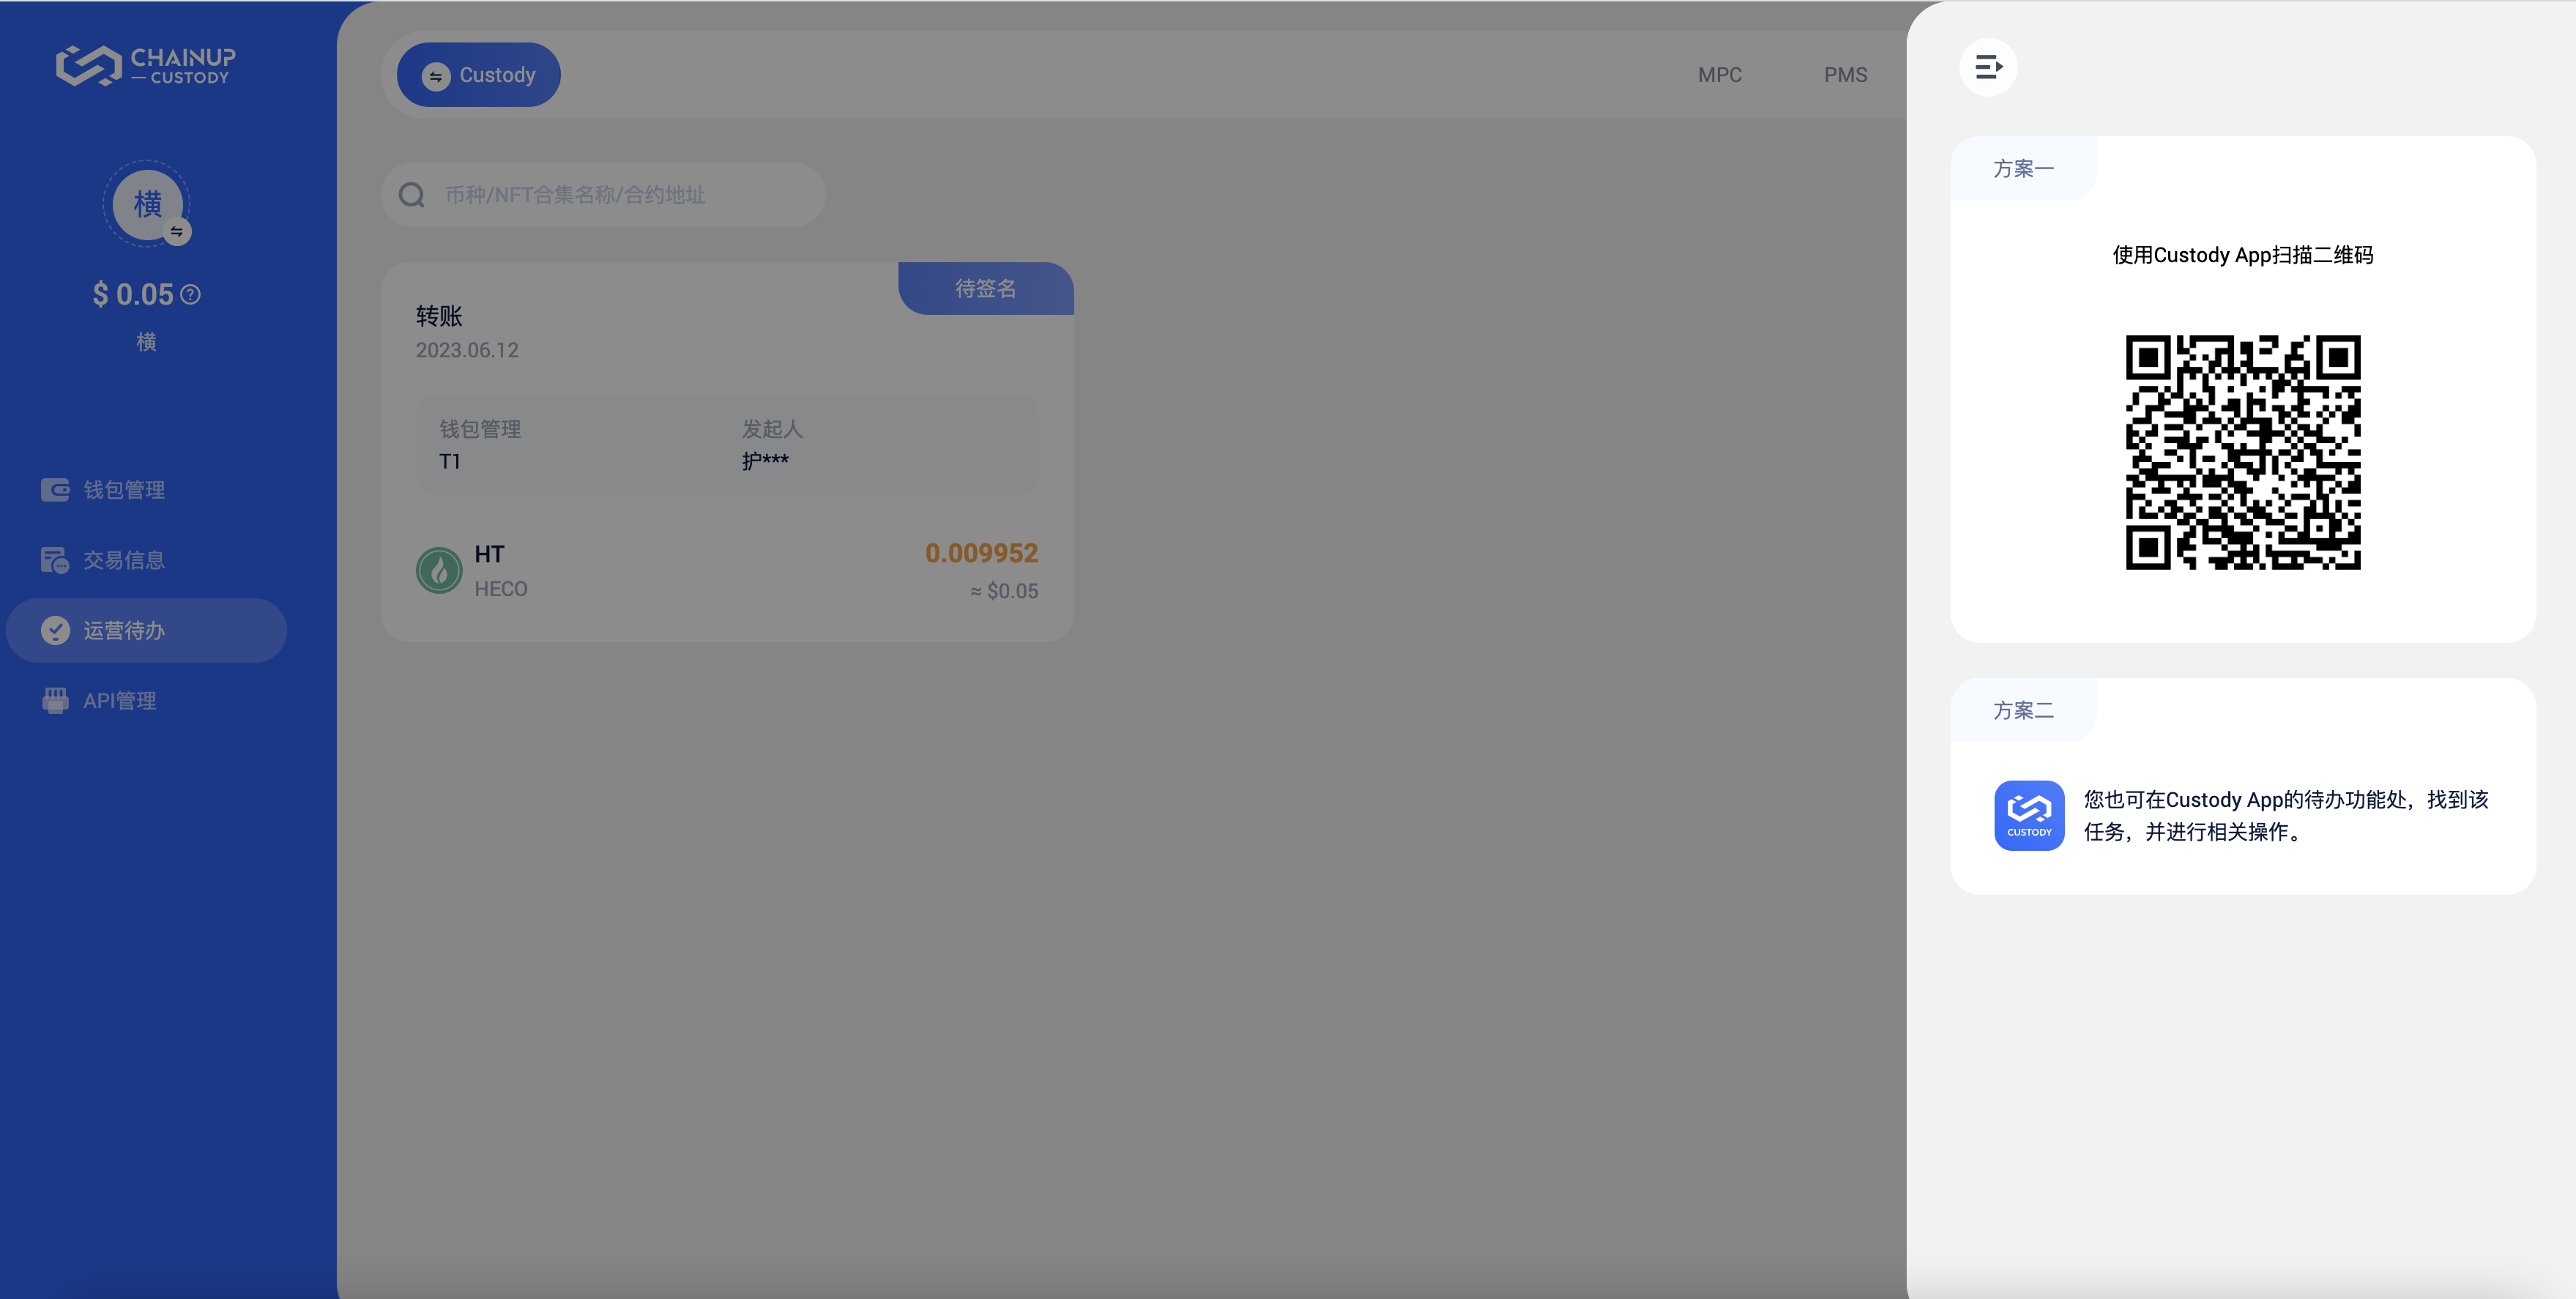 CHAINUP
CUSTODY
横
$ 0.05
横
钱包管理
交易信息
运营待办
API管理
Custody
MPC
PMS
币种/NFT合集名称/合约地址
待签名
转账
2023.06.12
钱包管理
发起人
T1
护***
HT
0.009952
HECO
≈ $0.05
方案一
使用Custody App扫描二维码
方案二
CUSTODY
您也可在Custody App的待办功能处，找到该
任务，并进行相关操作。